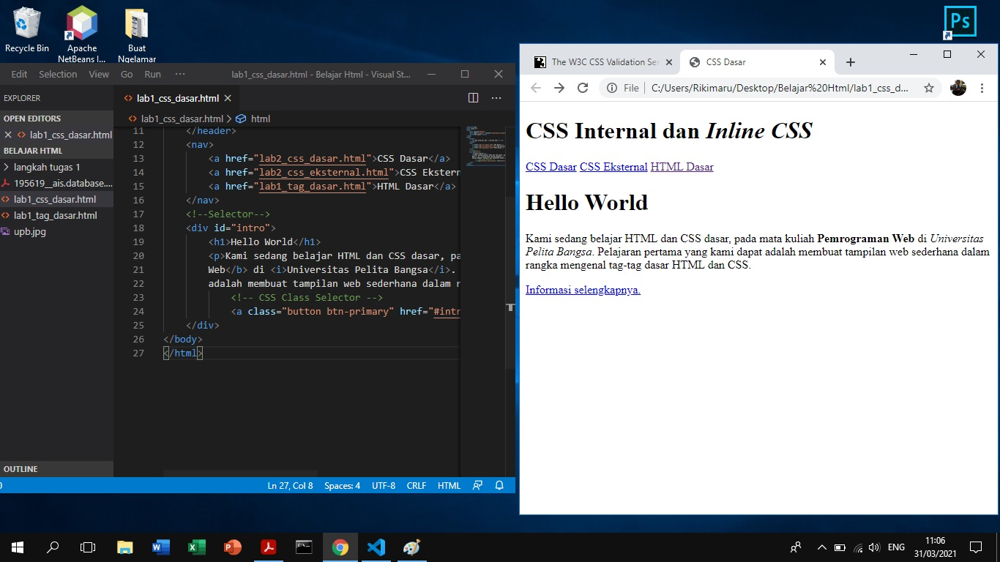 Recycle Bin
Apache
NetBeans I...
Buat
Ngelamar
Ps
Edit Selection View Go Run ··· lab1_css_dasar.html - Belajar Html - Visual St...
EXPLORER
OPEN EDITORS
lab1_css_dasar.html
BELAJAR HTML
langkah tugas 1
195619__ais.database....
lab1_css_dasar.html
lab1_tag_dasar.html
upb.jpg
OUTLINE
lab1_css_dasar.html
lab1_css_dasar.html > html
11 </header>
12 <nav>
13 <a href="lab2_css_dasar.html">CSS Dasar</a>
14 <a href="lab2_css_eksternal.html">CSS Ekstern
15 <a href="lab1_tag_dasar.html">HTML Dasar</a>
16 </nav>
17 <!--Selector-->
18 <div id="intro">
19 <h1>Hello World</h1>
20 <p>Kami sedang belajar HTML dan CSS dasar, pa
21 Web</b> di <i>Universitas Pelita Bangsa</i>.
22 adalah membuat tampilan web sederhana dalam r
23 <!-- CSS Class Selector -->
24 <a class="button btn-primary" href="#intr
25 </div>
26 </body>
27 </html>
0 Ln 27, Col 8 Spaces: 4 UTF-8 CRLF HTML
The W3C CSS Validation Ser
CSS Dasar
File | C:/Users/Rikimaru/Desktop/Belajar%20Html/lab1_css_d...
CSS Internal dan Inline CSS
CSS Dasar CSS Eksternal HTML Dasar
Hello World
Kami sedang belajar HTML dan CSS dasar, pada mata kuliah Pemrograman Web di Universitas
Pelita Bangsa. Pelajaran pertama yang kami dapat adalah membuat tampilan web sederhana dalam
rangka mengenal tag-tag dasar HTML dan CSS.
Informasi selengkapnya.
ENG
11:06
31/03/2021